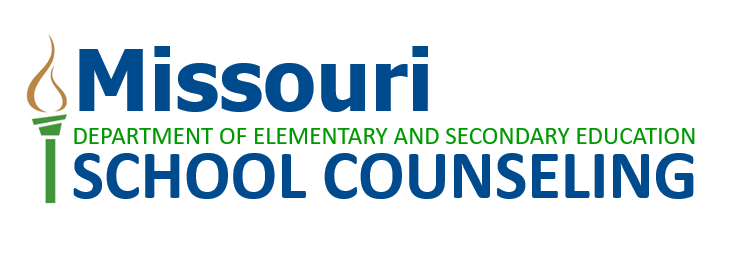 Missouri
DEPARTMENT OF ELEMENTARY AND SECONDARY EDUCATION
SCHOOL COUNSELING